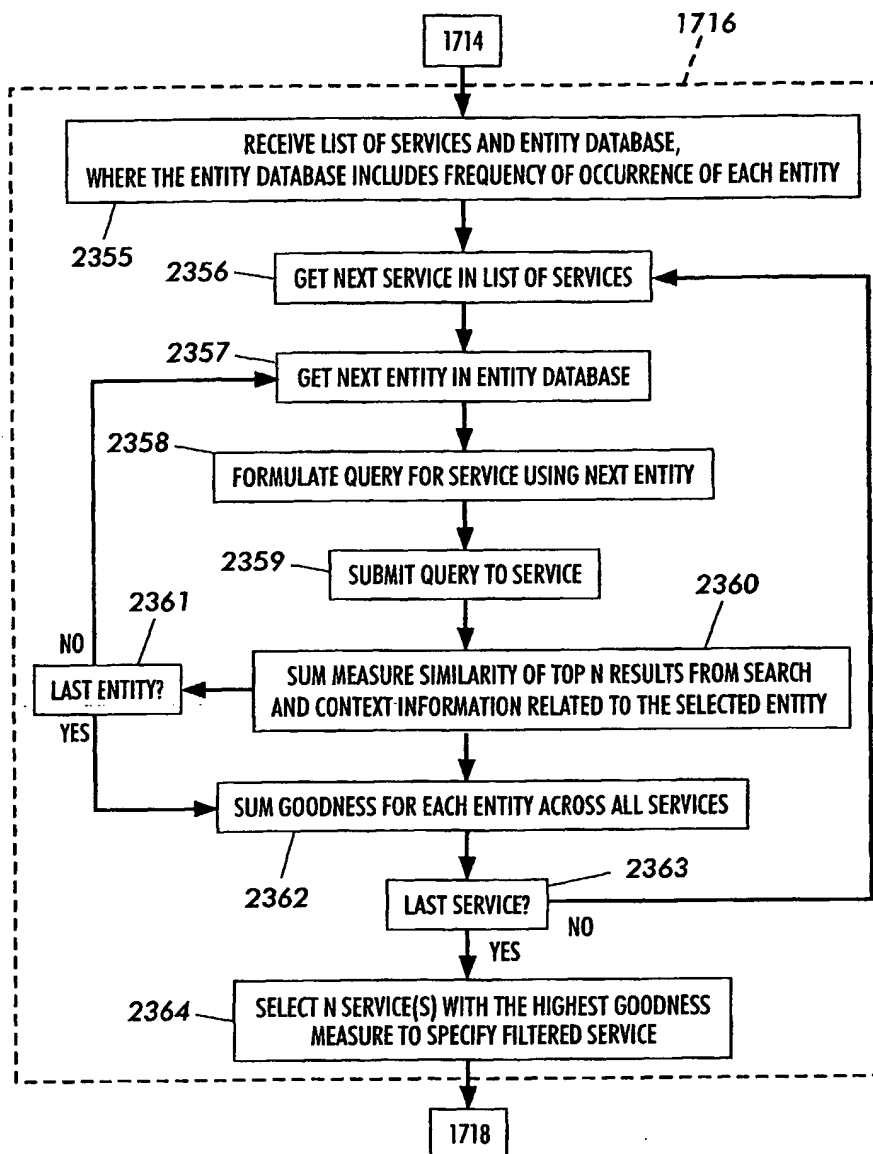 1714
1716
RECEIVE LIST OF SERVICES AND ENTITY DATABASE,
WHERE THE ENTITY DATABASE INCLUDES FREQUENCY OF OCCURRENCE OF EACH ENTITY
2355
2356
GET NEXT SERVICE IN LIST OF SERVICES
2357
GET NEXT ENTITY IN ENTITY DATABASE
2358
FORMULATE QUERY FOR SERVICE USING NEXT ENTITY
2359
SUBMIT QUERY TO SERVICE
2360
2361
NO
LAST ENTITY?
YES
SUM MEASURE SIMILARITY OF TOP N RESULTS FROM SEARCH
AND CONTEXT INFORMATION RELATED TO THE SELECTED ENTITY
SUM GOODNESS FOR EACH ENTITY ACROSS ALL SERVICES
2362
2363
LAST SERVICE?
NO
YES
2364
SELECT N SERVICE(S) WITH THE HIGHEST GOODNESS
MEASURE TO SPECIFY FILTERED SERVICE
1718